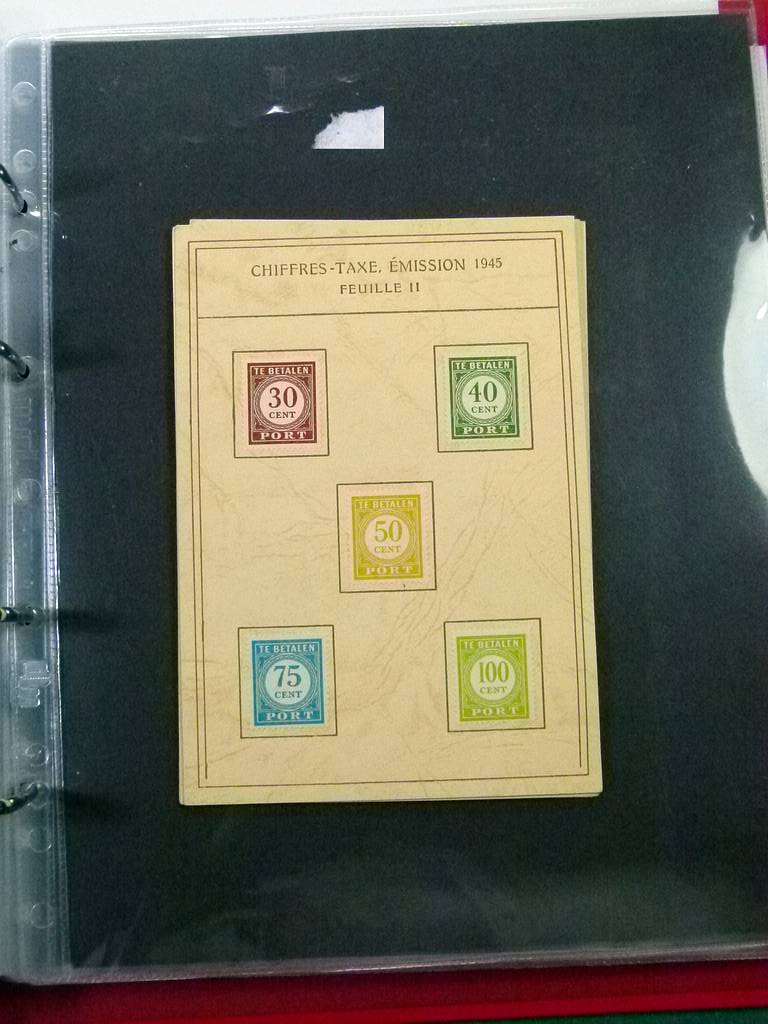 CHIFFRES-TAXE, ÉMISSION 1945
FEUILLE II
TE BETALEN
30
CENT
PORT
TE BETALEN
40
CENT
PORT
TE BETALEN
50
CENT
PORT
TE BETALEN
75
CENT
PORT
TE BETALEN
100
CENT
PORT